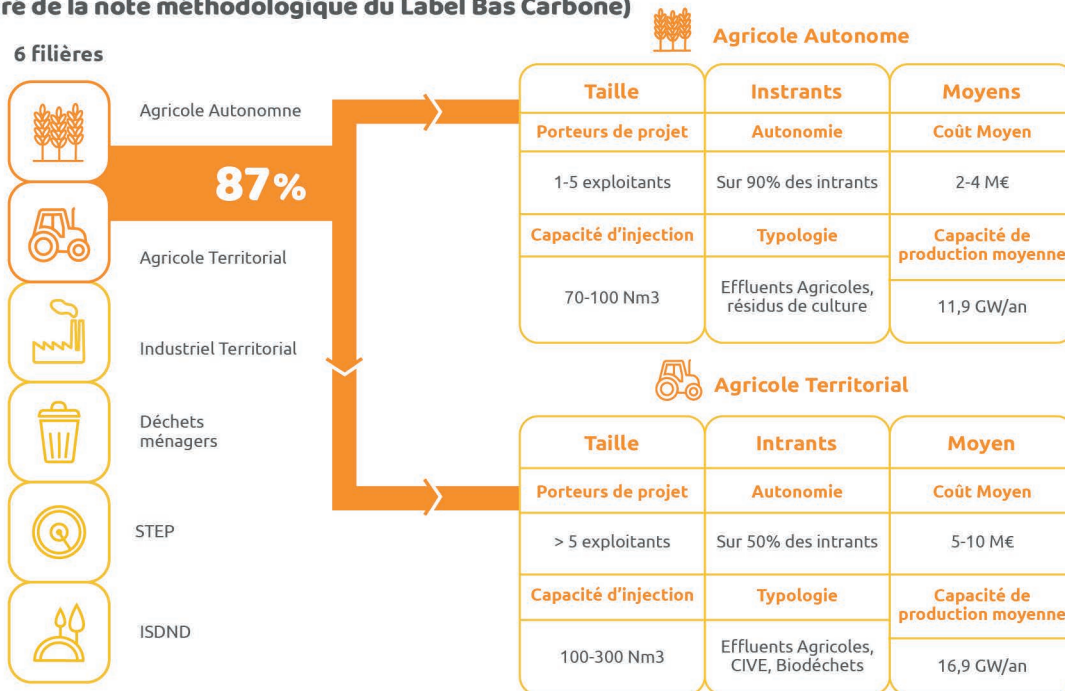 ré de la note méthodologique du Label Bas Carbone)
6 filières
Agricole Autonomne
87%
Agricole Territorial
Industriel Territorial
Déchets
ménagers
STEP
ISDND
Agricole Autonome
Taille
Instrants
Moyens
Porteurs de projet
Autonomie
Coût Moyen
1-5 exploitants
Sur 90% des intrants
2-4 M€
Capacité d'injection
Typologie
Capacité de
production moyenne
70-100 Nm3
Effluents Agricoles,
résidus de culture
11,9 GW/an
Agricole Territorial
Taille
Intrants
Moyen
Porteurs de projet
Autonomie
Coût Moyen
> 5 exploitants
Sur 50% des intrants
5-10 M€
Capacité d'injection
Typologie
Capacité de
production moyenne
100-300 Nm3
Effluents Agricoles,
CIVE, Biodéchets
16,9 GW/an